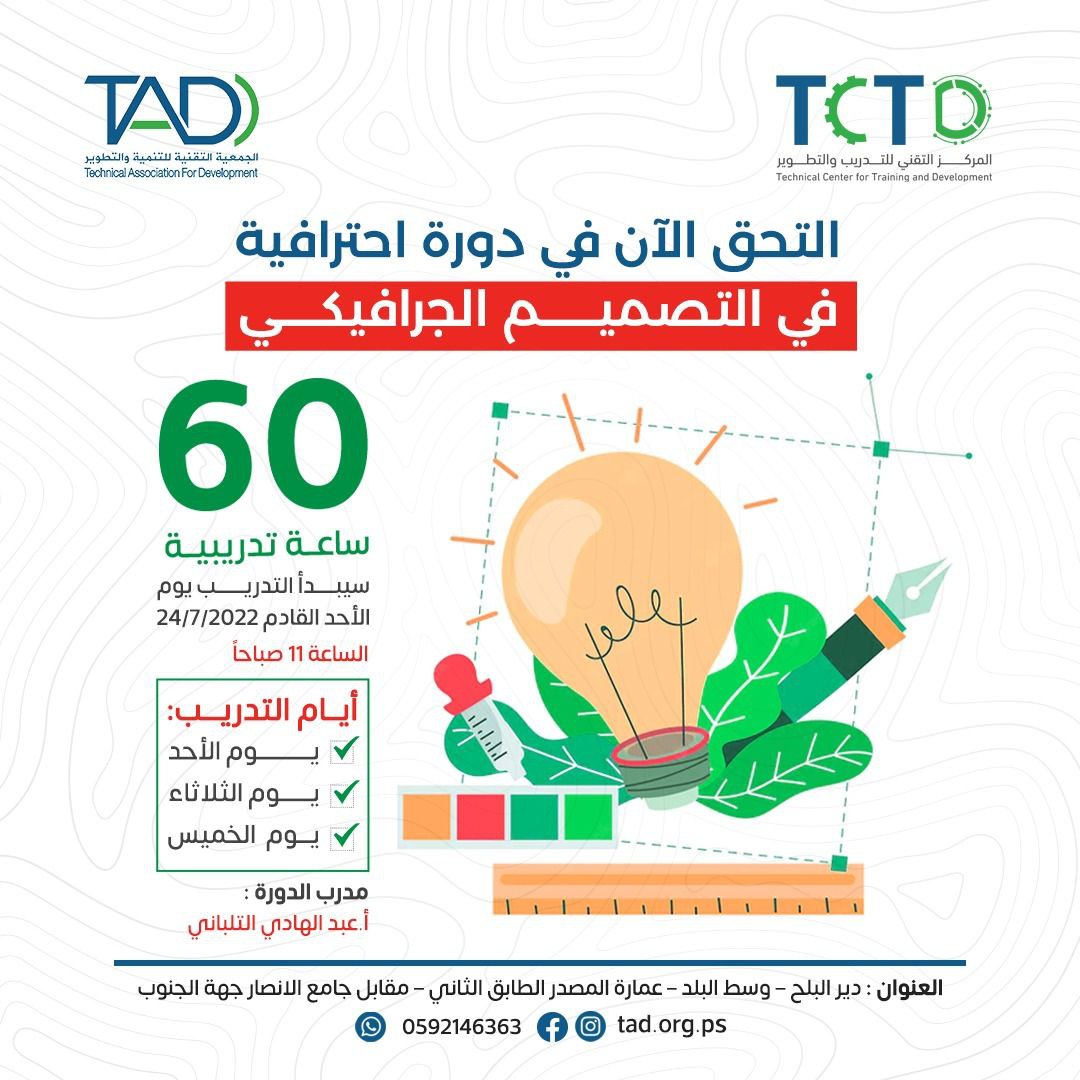 TAD
الجمعية التقنية للتنمية والتطوير
Technical Association For Development
TCTD
المركز التقني للتدريب والتطوير
Technical Center for Training and Development
التحق الآن في دورة احترافية
في التصميم الجرافيكي
60
ساعة تدريبية
سيبدأ التدريب يوم
الأحد القادم 24/7/2022
الساعة 11 صباحاً
أيام التدريب:
يوم الأحد
يوم الثلاثاء
يوم الخميس
مدرب الدورة :
أ.عبد الهادي التلباني
العنوان : دير البلح – وسط البلد – عمارة المصدر الطابق الثاني – مقابل جامع الانصار جهة الجنوب
0592146363 tad.org.ps